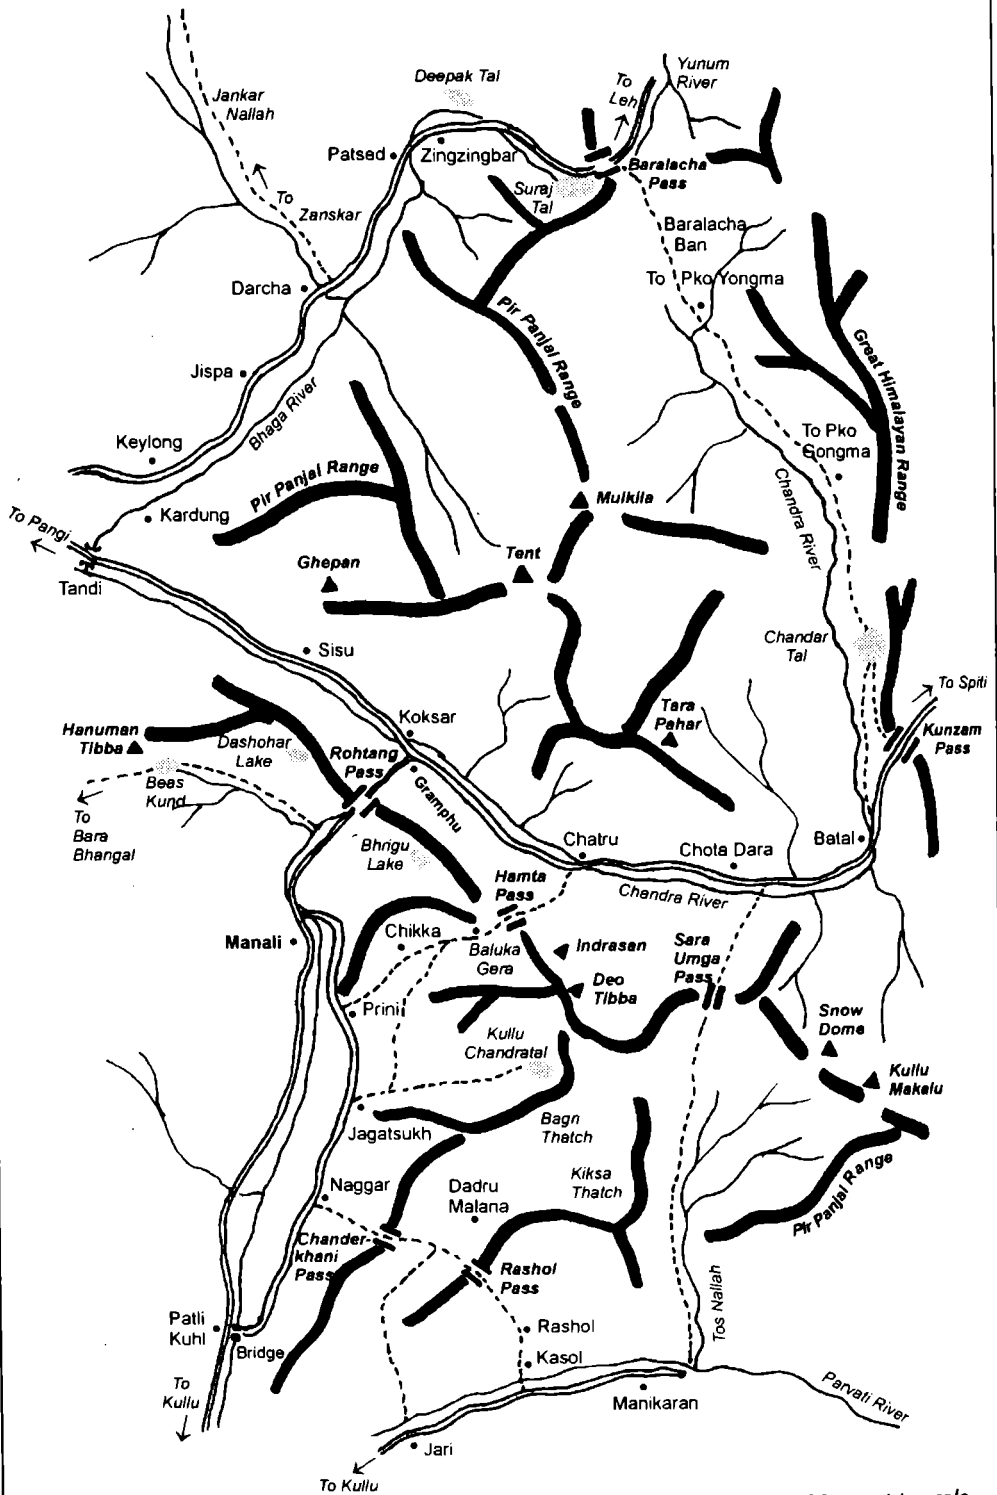 Yunum
River
To
Leh
Deepak Tal
Jankar
Nallah
Patsed
Zingzingbar
Baralacha
Pass
Suraj
Tal
To
Zanskar
Baralacha
Ban
To Pko Yongma
Darcha
Pir Panjal Range
Great Himalayan Range
Jispa
Bhaga River
Keylong
To Pko
Gongma
Pir Panjal Range
Chandra River
Mulkila
Kardung
To Pangi
Tandi
Ghepan
Tent
Sisu
Chandar
Tal
To Spiti
Kunzam
Pass
Tara
Pahar
Koksar
Hanuman
Tibba
Dashohar
Lake
Rohtang
Pass
Gramphu
Beas
Kund
To
Bara
Bhangal
Bhrigu
Lake
Chatru
Chota Dara
Batal
Hamta
Pass
Chandra River
Manali
Chikka
Baluka
Gera
Indrasan
Sara
Umga
Pass
Deo
Tibba
Prini
Snow
Dome
Kullu
Chandratal
Kullu
Makalu
Jagatsukh
Bagn
Thatch
Kiksa
Thatch
Pir Panjal Range
Naggar
Dadru
Malana
Chander-
khani
Pass
Rashol
Pass
Tos Nallah
Patli
Kuhl
Bridge
Rashol
Kasol
To
Kullu
Manikaran
Parvati River
Jari
To Kullu